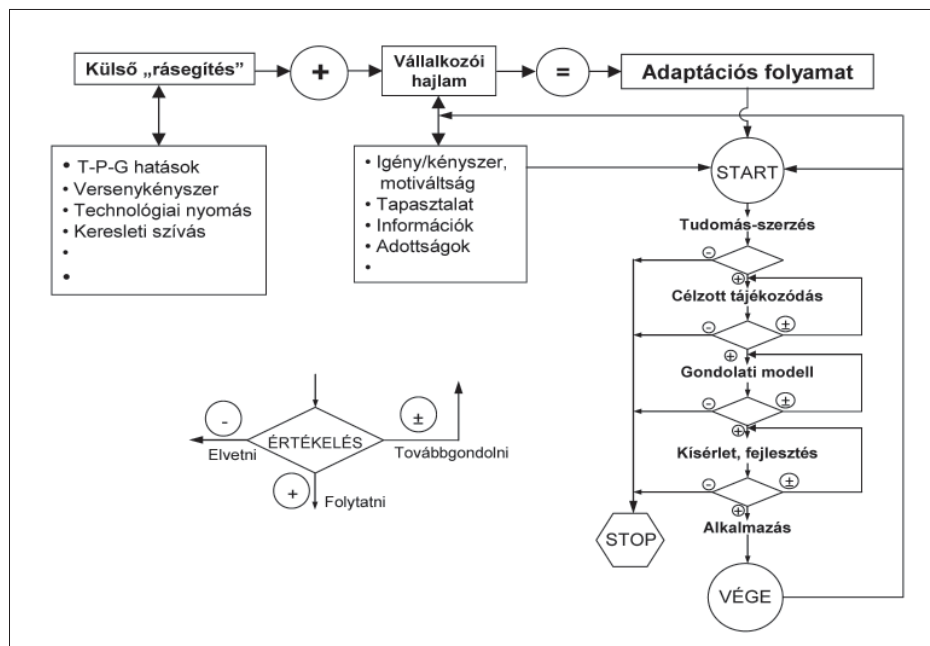 Külső „rásegítés”
+
Vállalkozói
hajlam
=
Adaptációs folyamat
• T-P-G hatások
• Versenykényszer
• Technológiai nyomás
• Keresleti szívás
•
•
• Igény/kényszer,
motiváltság
• Tapasztalat
• Információk
• Adottságok
•
START
Tudomás-szerzés
-
+
Célzott tájékozódás
-
±
+
Gondolati modell
-
±
+
Kísérlet, fejlesztés
-
±
+
Alkalmazás
STOP
VÉGE
-
ÉRTÉKELÉS
±
Elvetni
Továbbgondolni
+
Folytatni